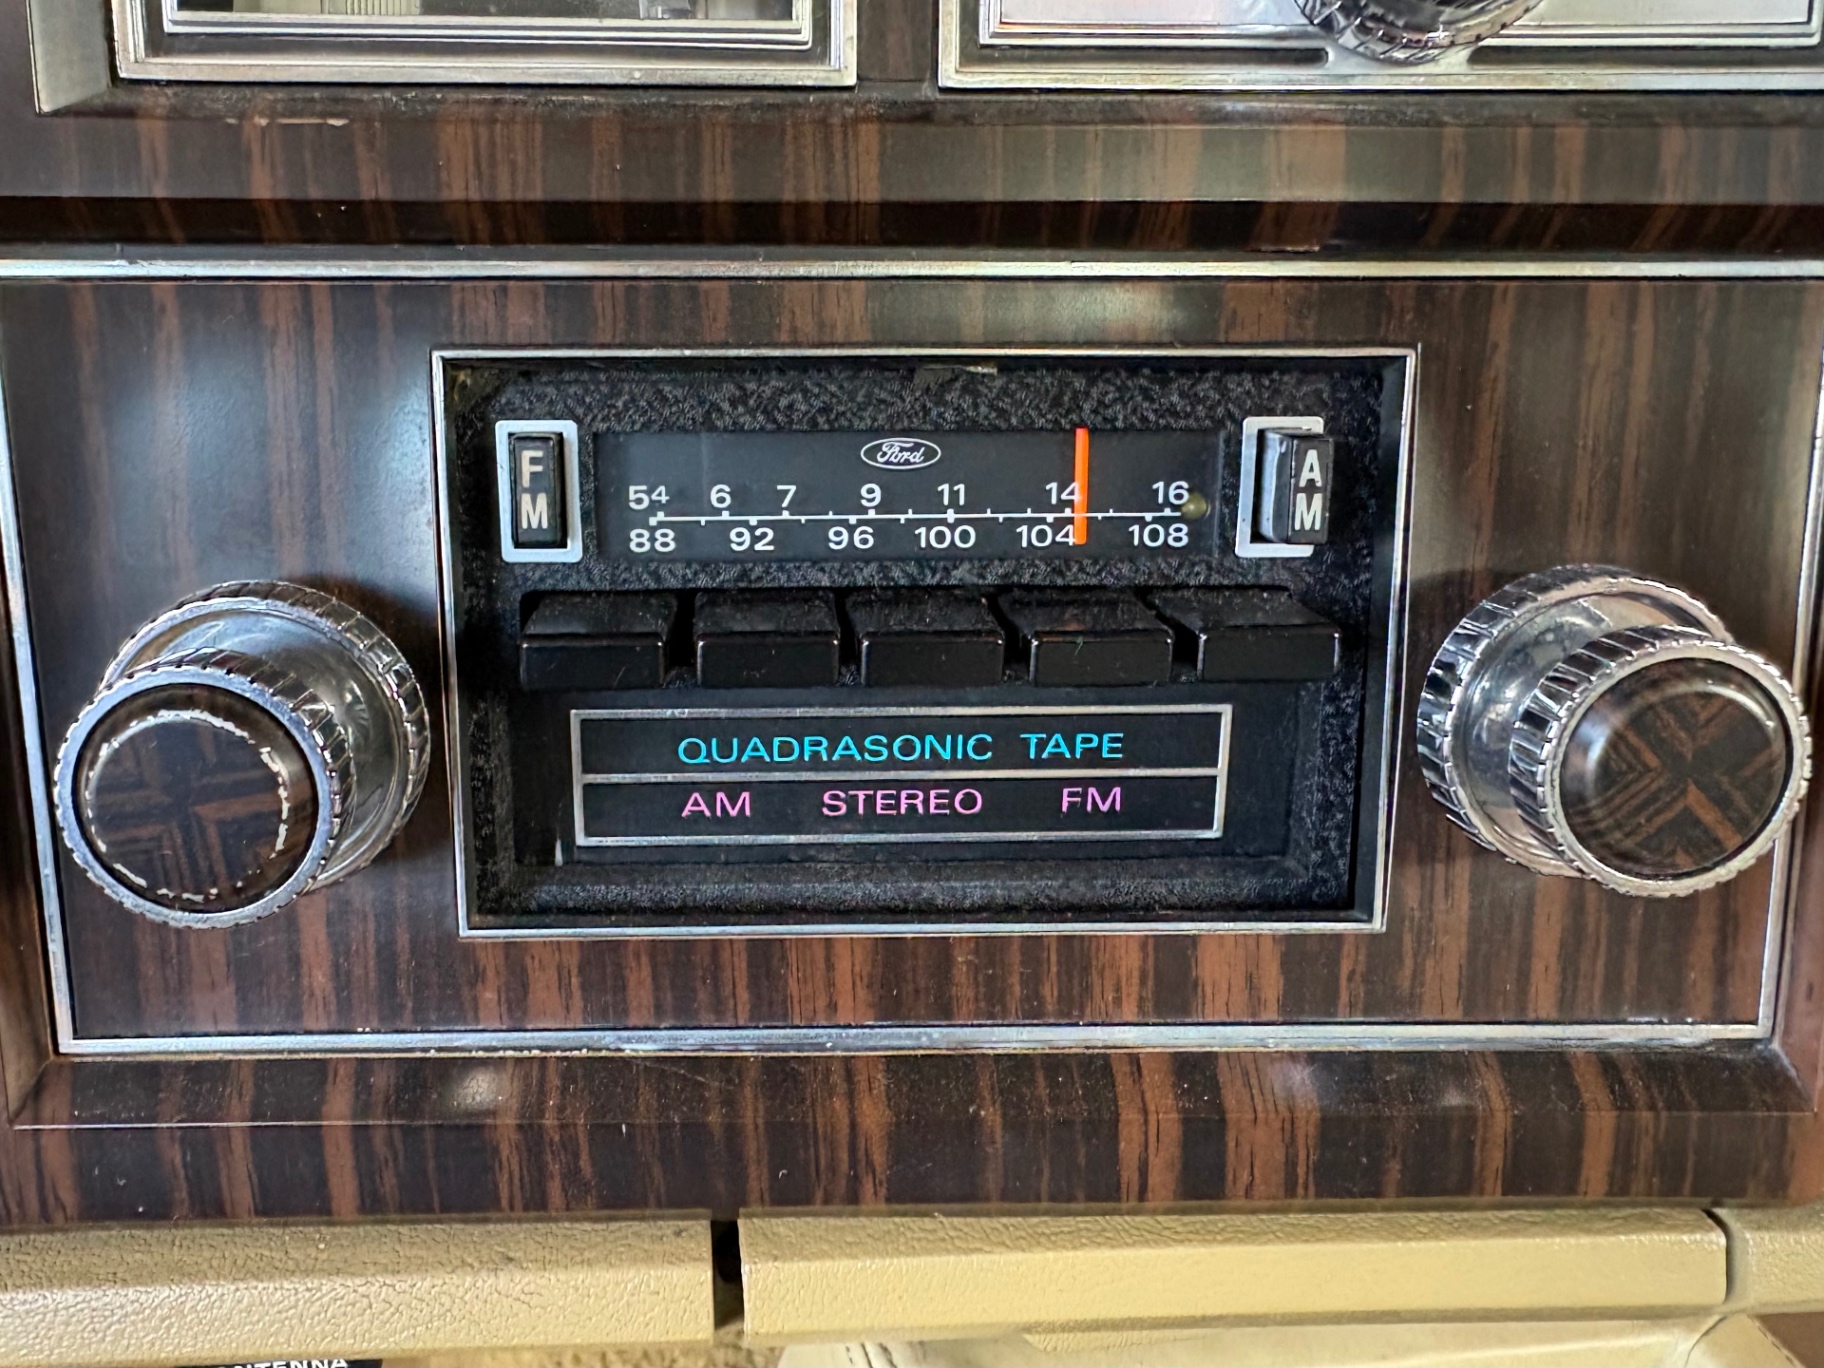 Ford
FM
54 6 7 9 11 14 16
88 92 96 100 104 108
AM
QUADRASONIC TAPE
AM STEREO FM